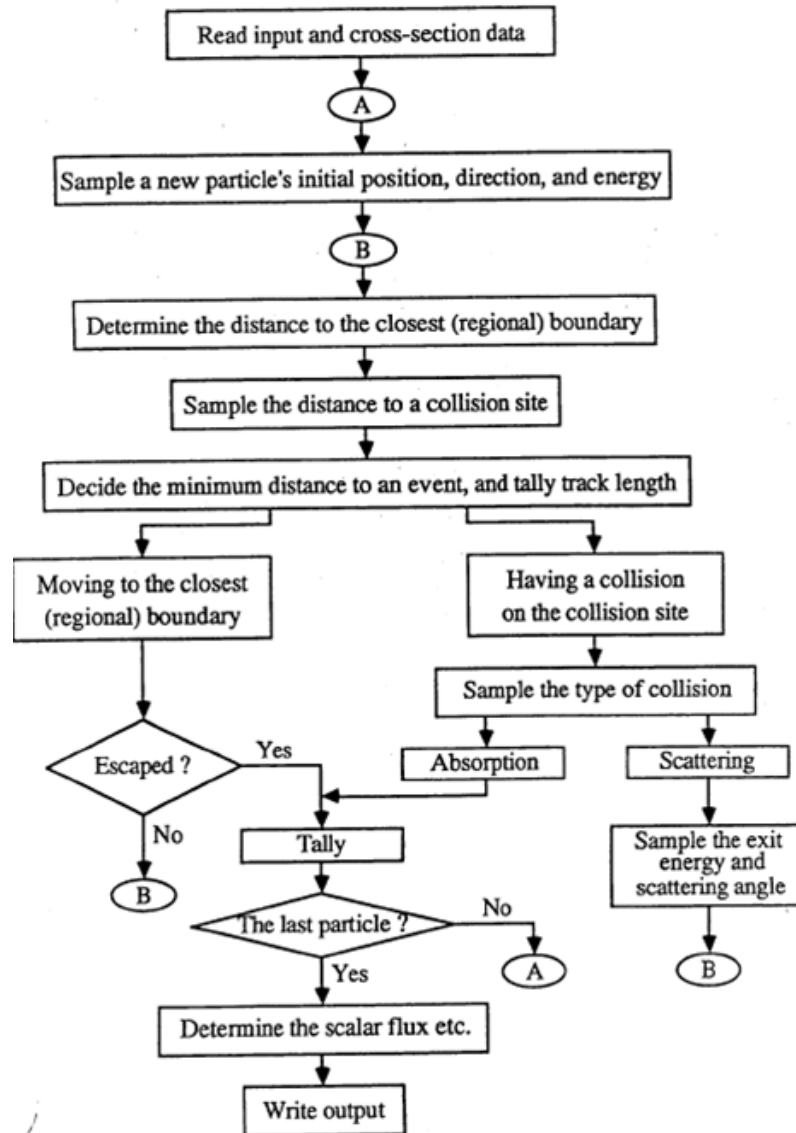 Read input and cross-section data
A
Sample a new particle's initial position, direction, and energy
B
Determine the distance to the closest (regional) boundary
Sample the distance to a collision site
Decide the minimum distance to an event, and tally track length
Moving to the closest
(regional) boundary
Having a collision
on the collision site
Sample the type of collision
Absorption
Scattering
Escaped ?
Yes
No
B
Tally
Sample the exit
energy and
scattering angle
B
The last particle ?
No
A
Yes
Determine the scalar flux etc.
Write output